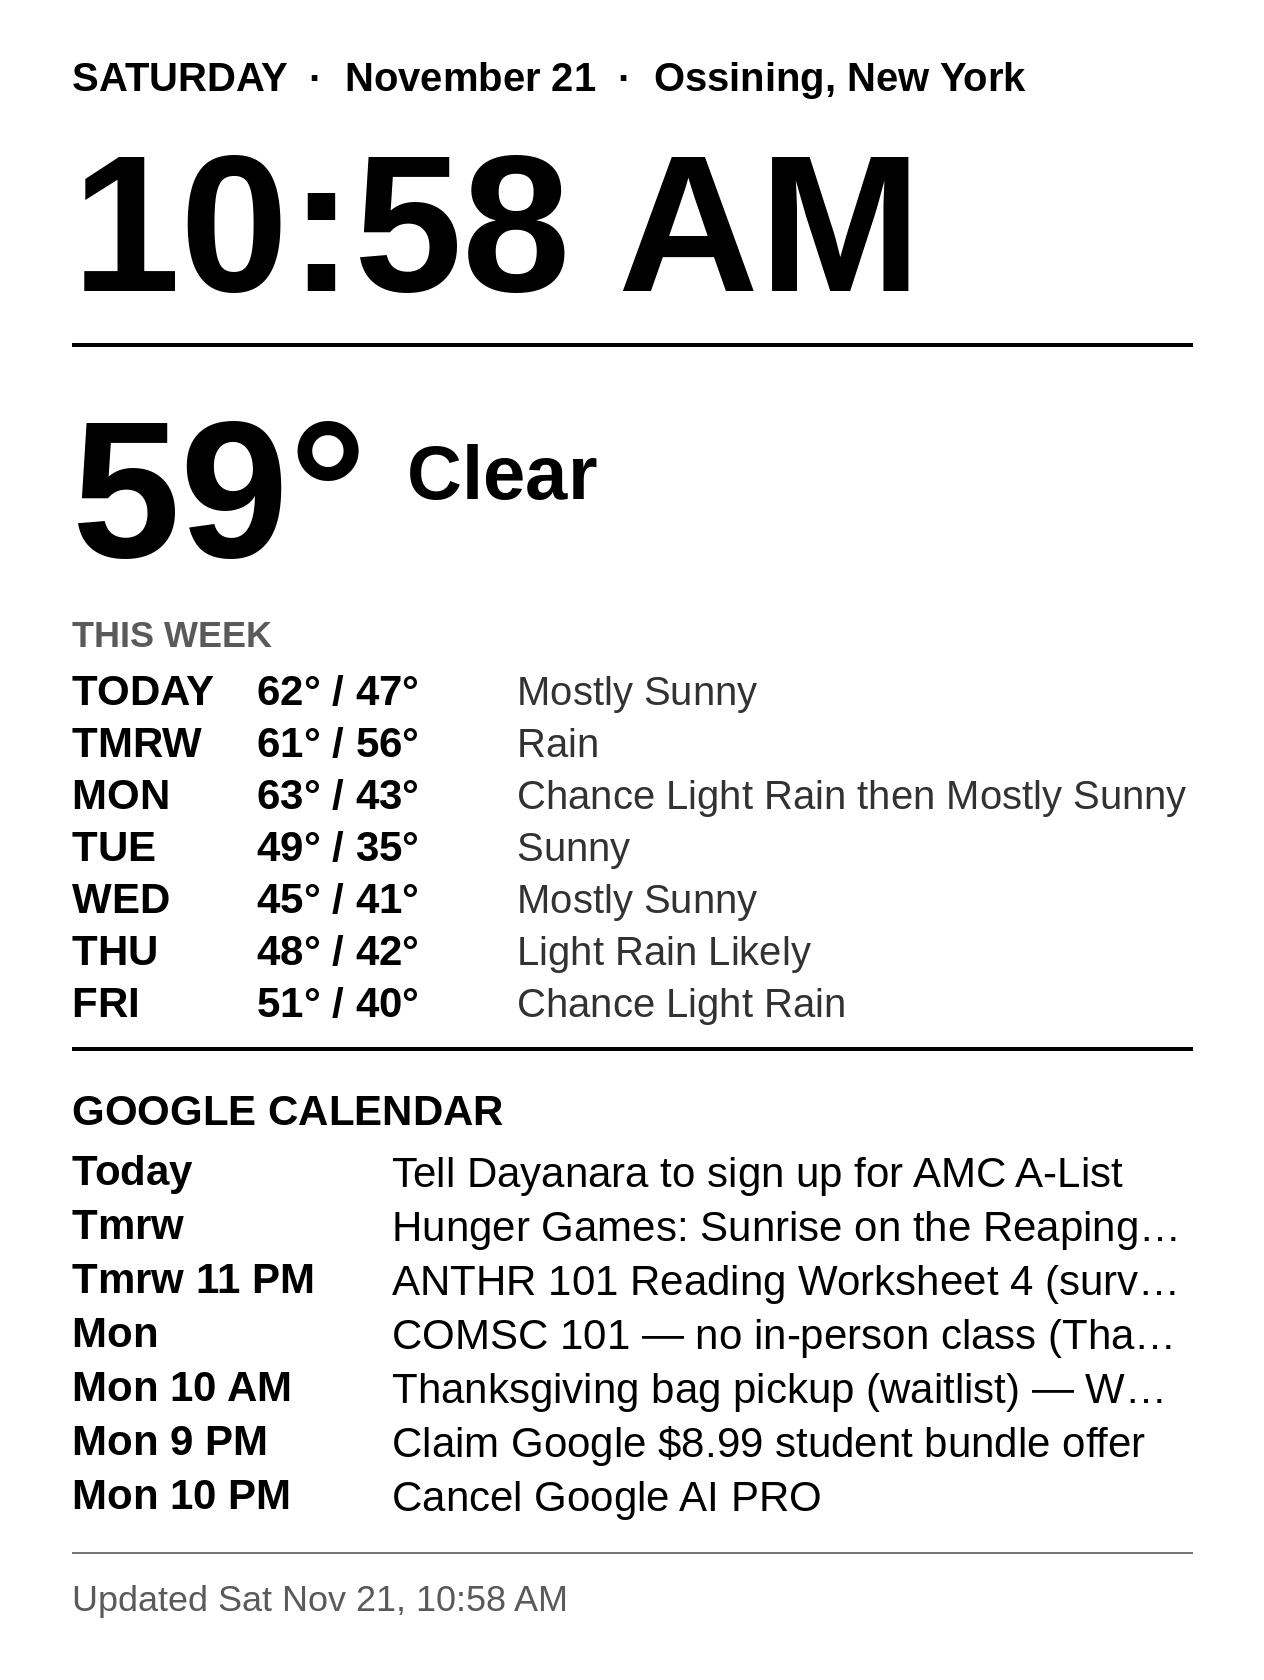 SATURDAY · November 21 · Ossining, New York
10:58 AM
59° Clear
THIS WEEK
TODAY 62° / 47° Mostly Sunny
TMRW 61° / 56° Rain
MON 63° / 43° Chance Light Rain then Mostly Sunny
TUE 49° / 35° Sunny
WED 45° / 41° Mostly Sunny
THU 48° / 42° Light Rain Likely
FRI 51° / 40° Chance Light Rain
GOOGLE CALENDAR
Today Tell Dayanara to sign up for AMC A-List
Tmrw Hunger Games: Sunrise on the Reaping…
Tmrw 11 PM ANTHR 101 Reading Worksheet 4 (surv…
Mon COMSC 101 — no in-person class (Tha…
Mon 10 AM Thanksgiving bag pickup (waitlist) — W…
Mon 9 PM Claim Google $8.99 student bundle offer
Mon 10 PM Cancel Google AI PRO
Updated Sat Nov 21, 10:58 AM